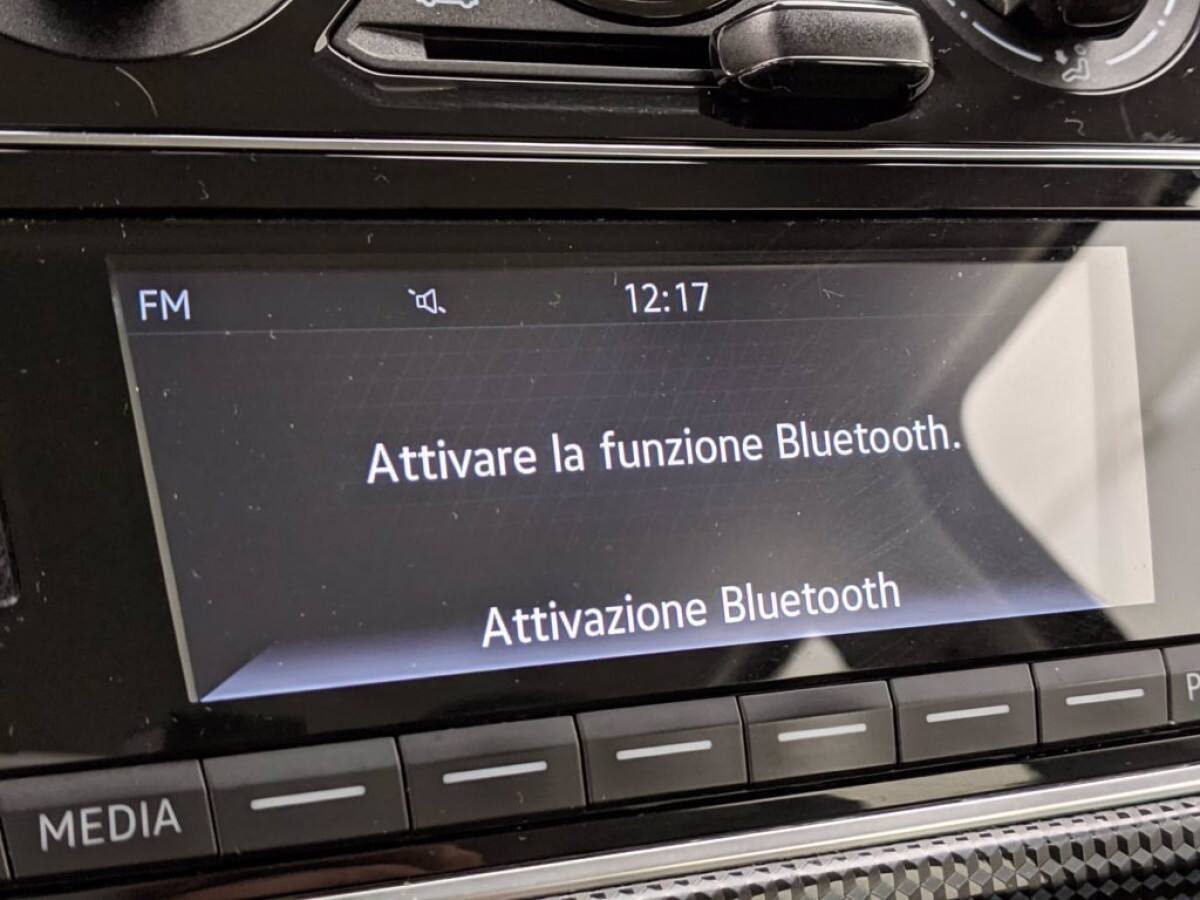 FM 12:17
Attivare la funzione Bluetooth.
Attivazione Bluetooth
MEDIA